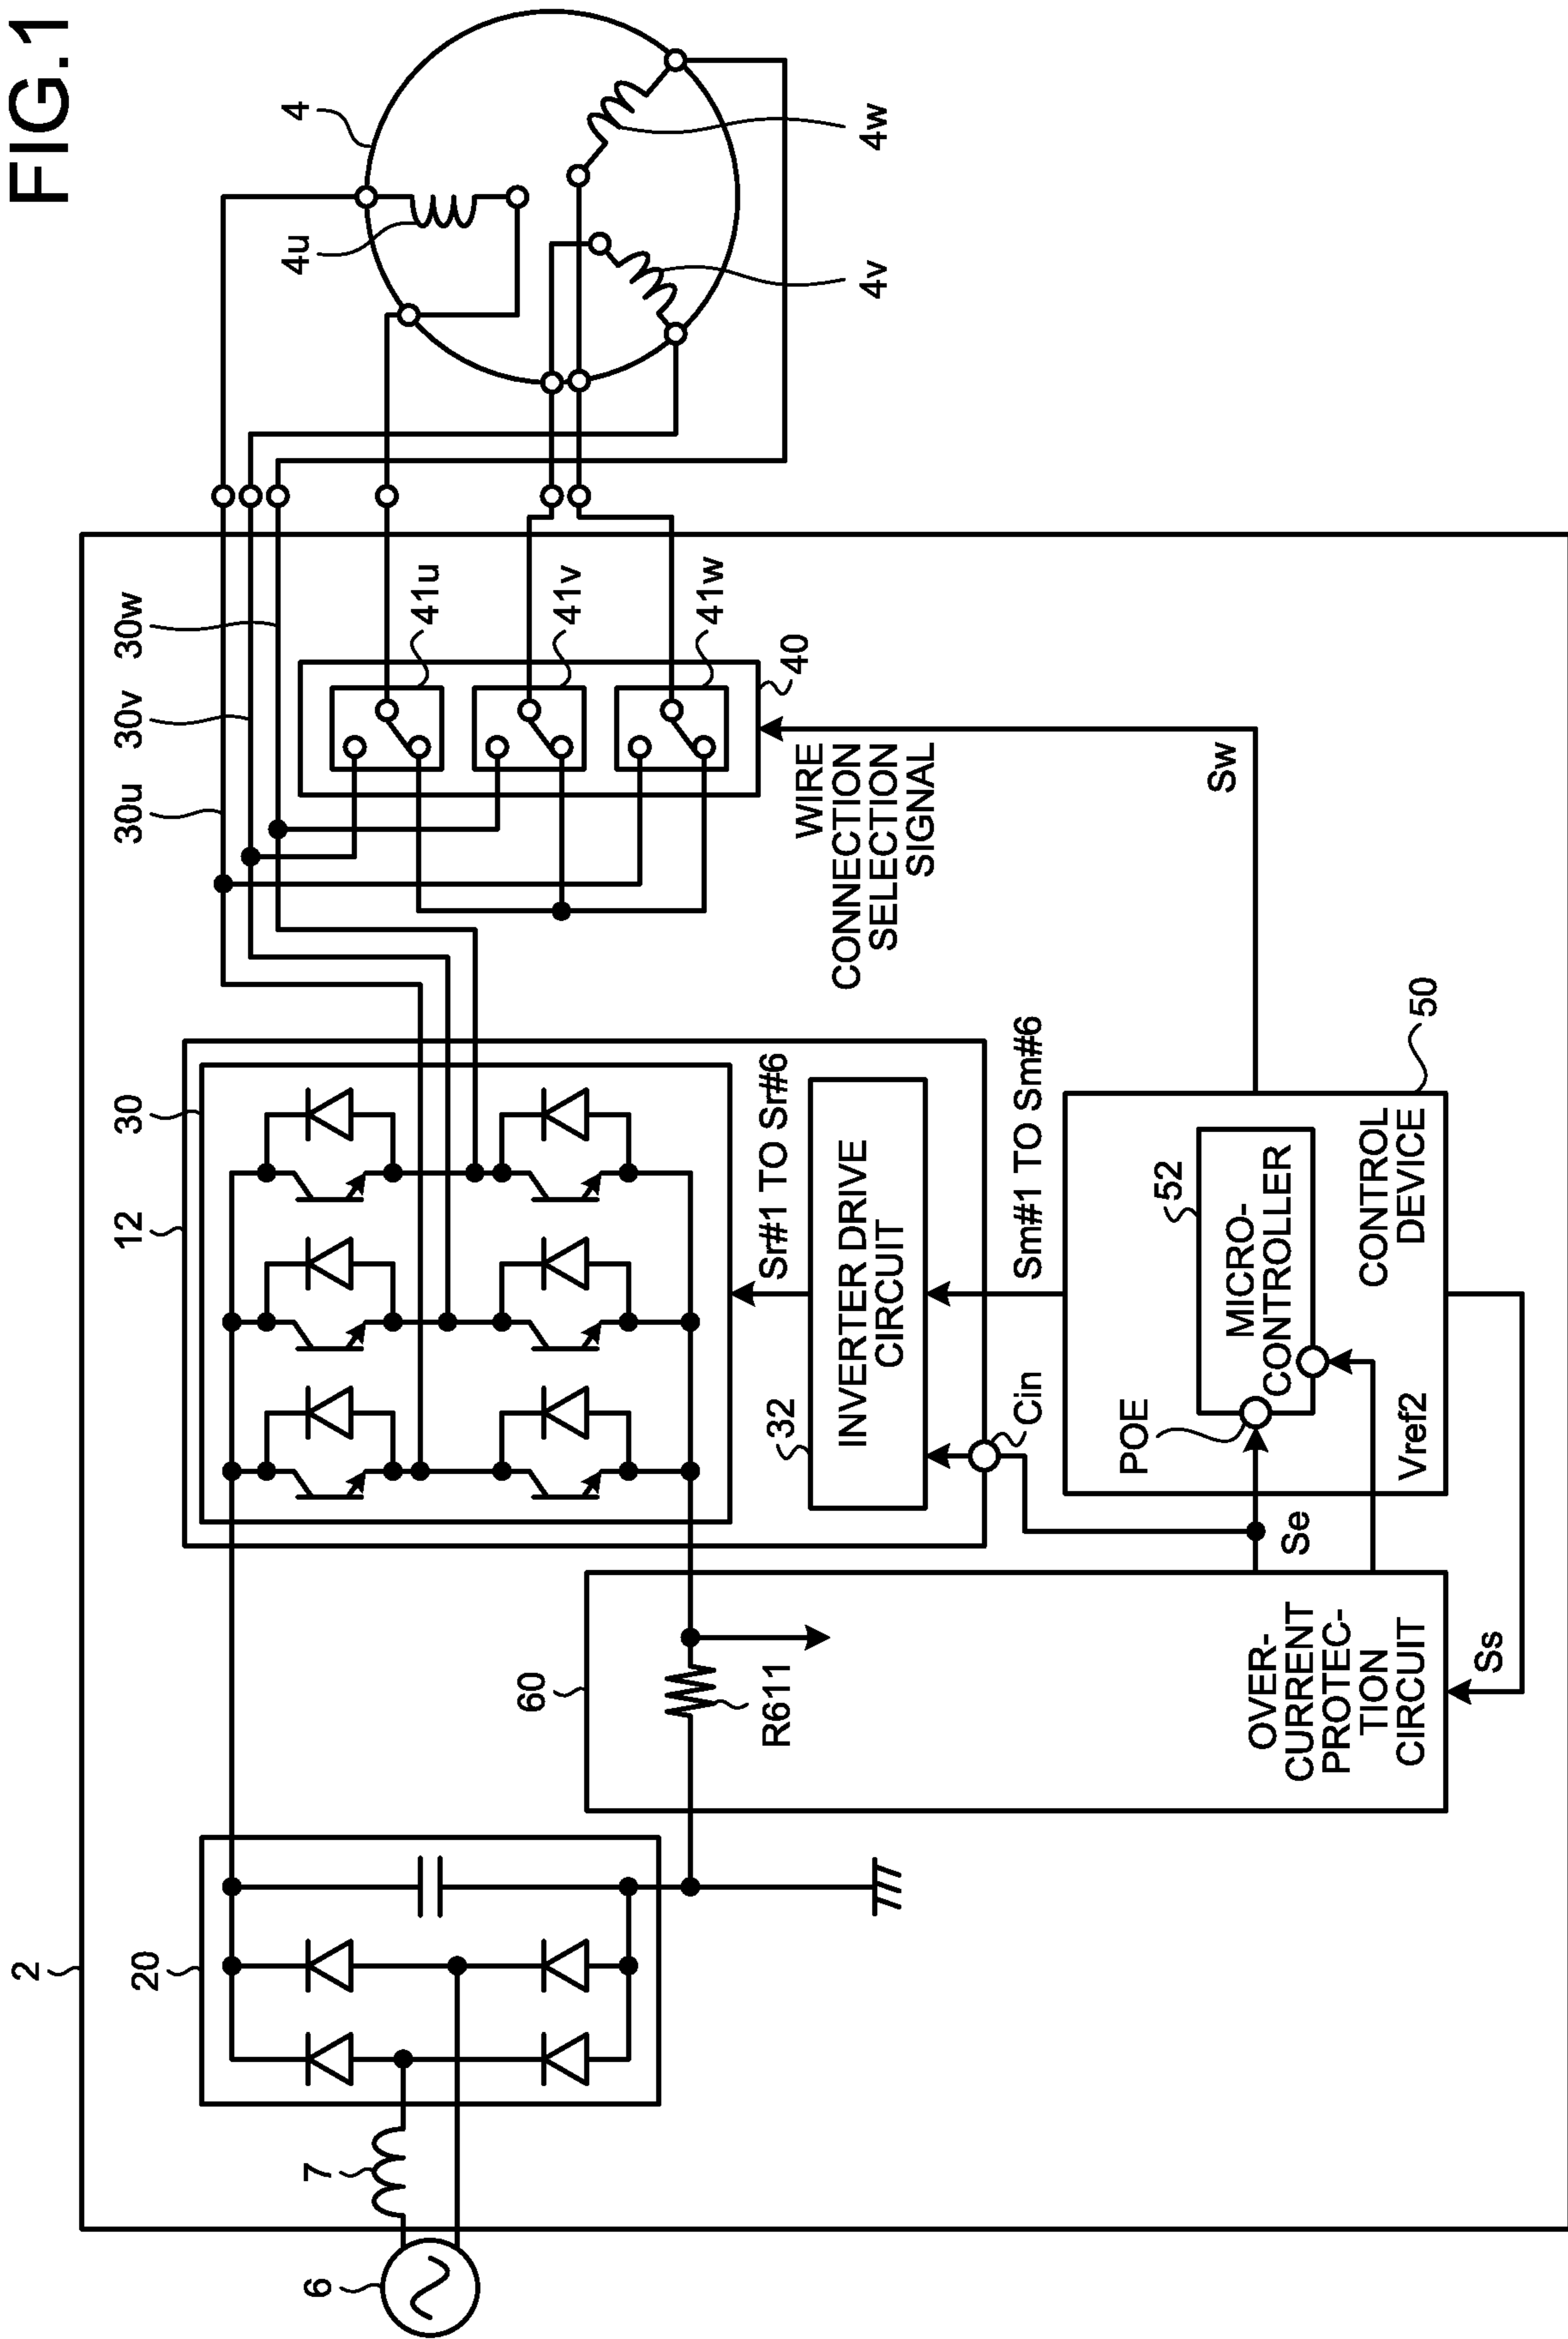 FIG.1
2
6
7
20
60
R611
12
30
30u
30v
30w
4
4u
4v
4w
41u
41v
41w
40
WIRE
CONNECTION
SELECTION
SIGNAL
Sw
Sr#1 TO Sr#6
32
INVERTER DRIVE
CIRCUIT
Cin
Sm#1 TO Sm#6
POE
52
MICRO-
CONTROLLER
CONTROL
DEVICE
50
Vref2
Se
OVER-
CURRENT
PROTEC-
TION
CIRCUIT
Ss